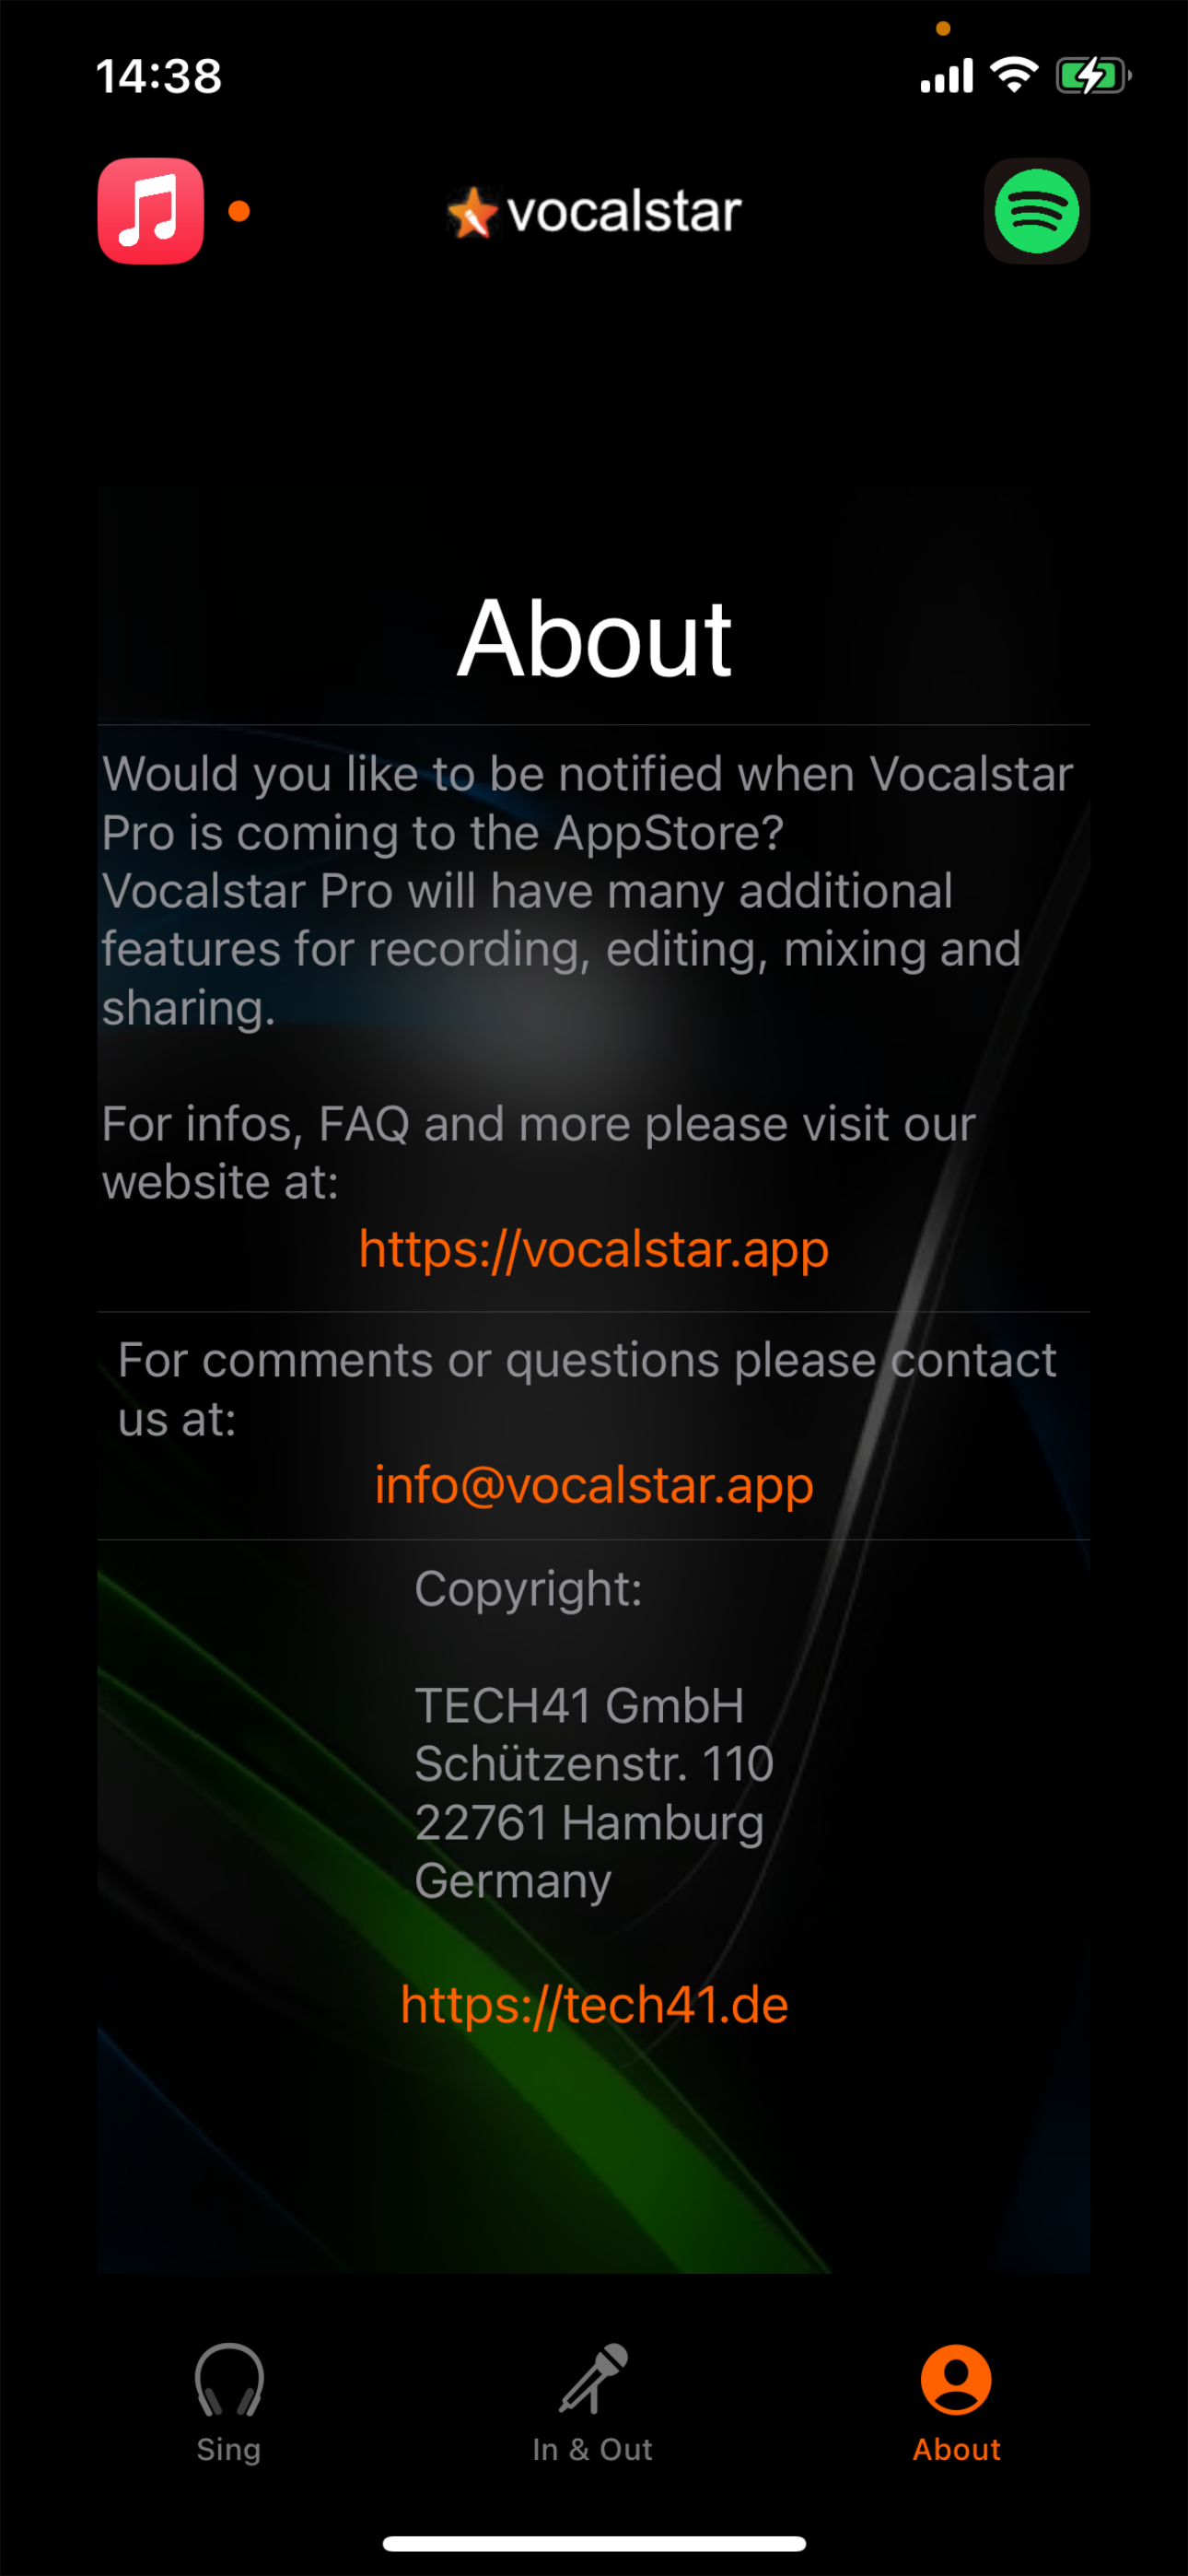 14:38
vocalstar
About
Would you like to be notified when Vocalstar
Pro is coming to the AppStore?
Vocalstar Pro will have many additional
features for recording, editing, mixing and
sharing.
For infos, FAQ and more please visit our
website at:
https://vocalstar.app
For comments or questions please contact
us at:
info@vocalstar.app
Copyright:
TECH41 GmbH
Schützenstr. 110
22761 Hamburg
Germany
https://tech41.de
Sing
In & Out
About